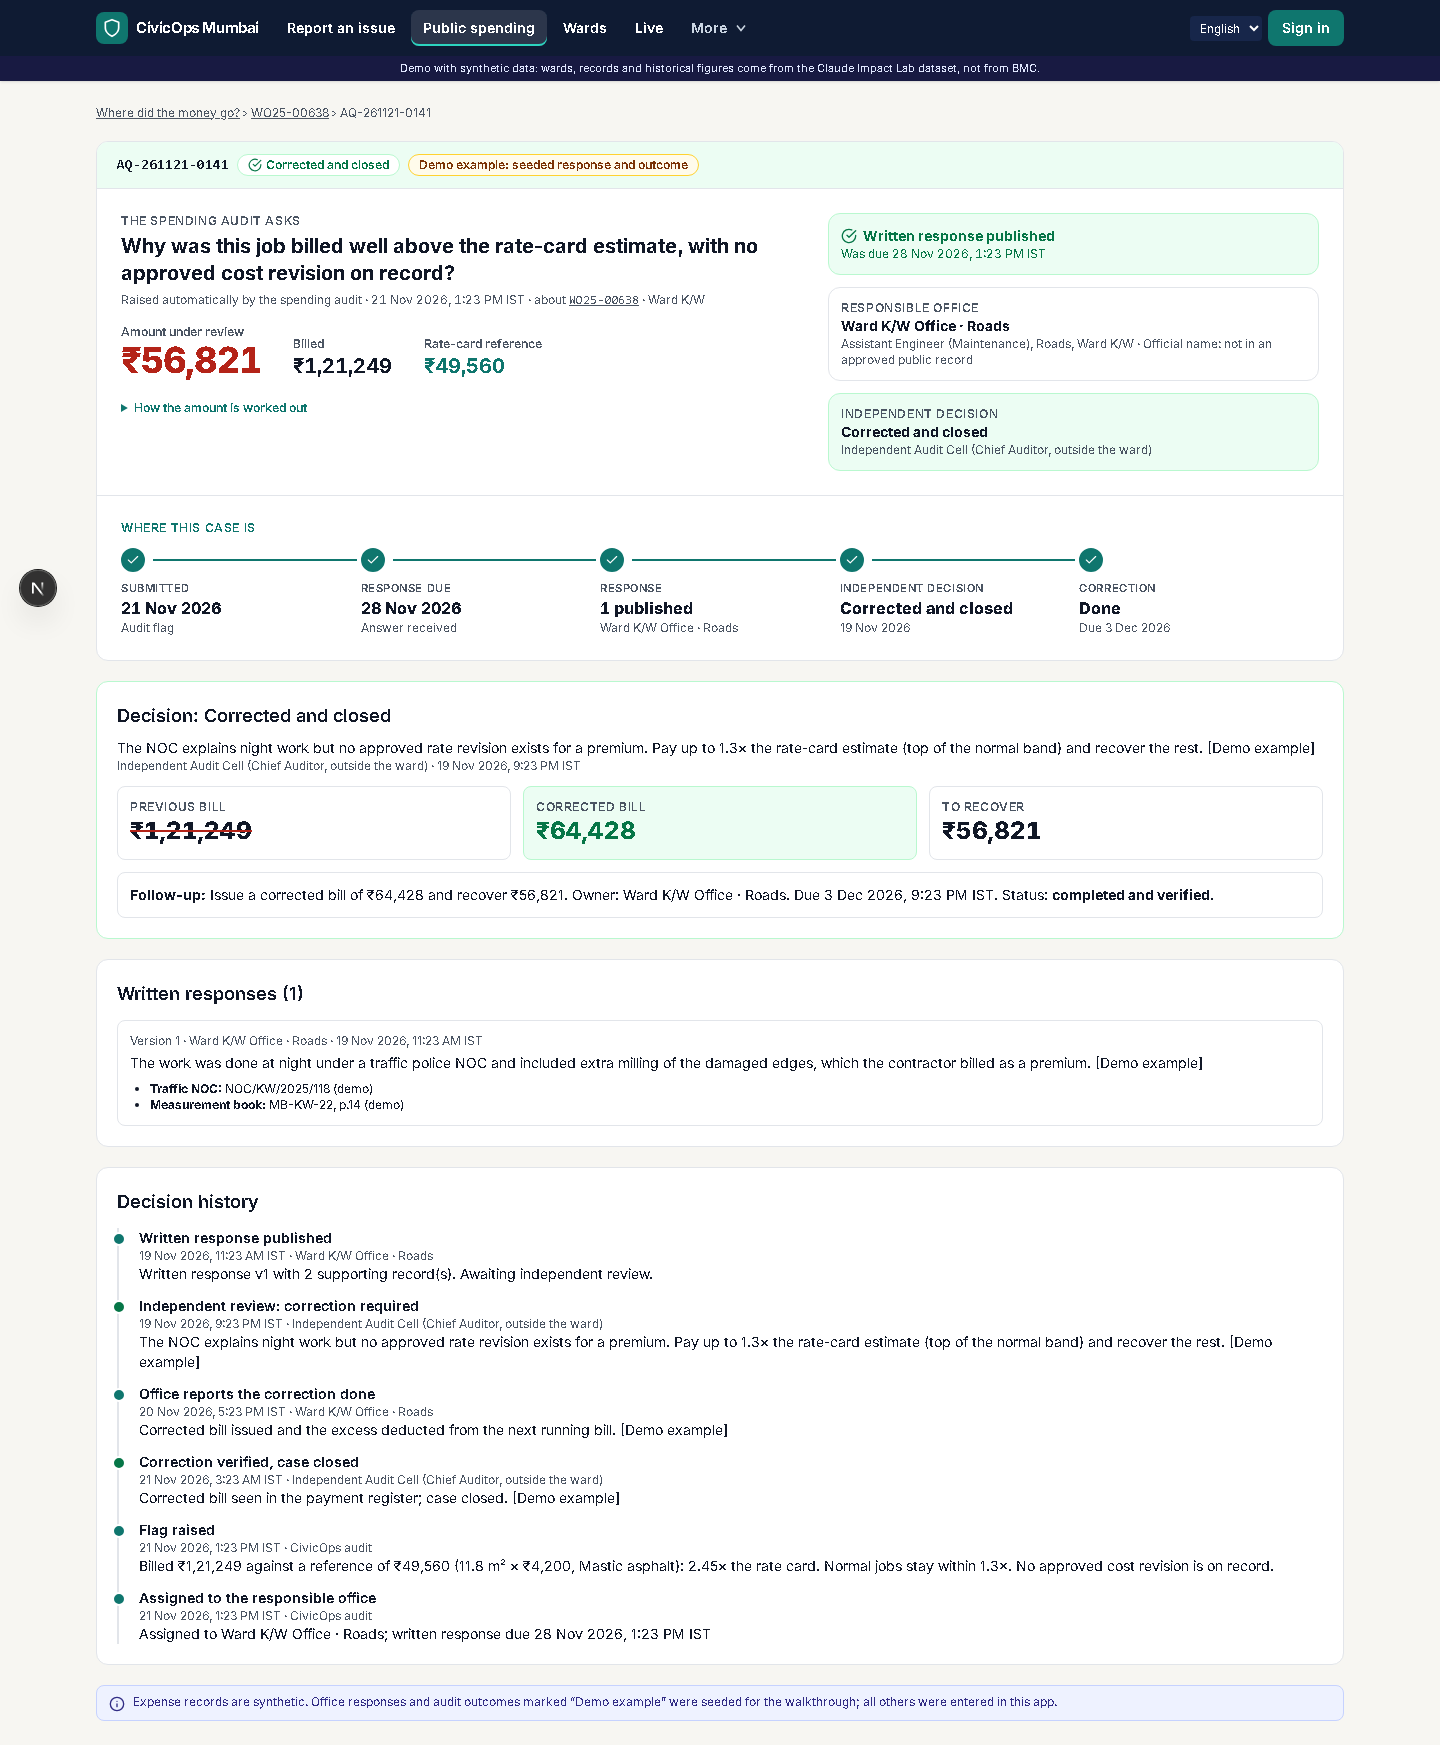 CivicOps Mumbai Report an issue Public spending Wards Live More English Sign in
Demo with synthetic data: wards, records and historical figures come from the Claude Impact Lab dataset, not from BMC.
Where did the money go? › WO25-00638 › AQ-261121-0141
AQ-261121-0141 Corrected and closed Demo example: seeded response and outcome
THE SPENDING AUDIT ASKS
Why was this job billed well above the rate-card estimate, with no
approved cost revision on record?
Raised automatically by the spending audit · 21 Nov 2026, 1:23 PM IST · about WO25-00638 · Ward K/W
Amount under review
₹56,821
Billed
₹1,21,249
Rate-card reference
₹49,560
How the amount is worked out
Written response published
Was due 28 Nov 2026, 1:23 PM IST
RESPONSIBLE OFFICE
Ward K/W Office · Roads
Assistant Engineer (Maintenance), Roads, Ward K/W · Official name: not in an
approved public record
INDEPENDENT DECISION
Corrected and closed
Independent Audit Cell (Chief Auditor, outside the ward)
WHERE THIS CASE IS
SUBMITTED
21 Nov 2026
Audit flag
RESPONSE DUE
28 Nov 2026
Answer received
RESPONSE
1 published
Ward K/W Office · Roads
INDEPENDENT DECISION
Corrected and closed
19 Nov 2026
CORRECTION
Done
Due 3 Dec 2026
N
Decision: Corrected and closed
The NOC explains night work but no approved rate revision exists for a premium. Pay up to 1.3× the rate-card estimate (top of the normal band) and recover the rest. [Demo example]
Independent Audit Cell (Chief Auditor, outside the ward) · 19 Nov 2026, 9:23 PM IST
PREVIOUS BILL
₹1,21,249
CORRECTED BILL
₹64,428
TO RECOVER
₹56,821
Follow-up: Issue a corrected bill of ₹64,428 and recover ₹56,821. Owner: Ward K/W Office · Roads. Due 3 Dec 2026, 9:23 PM IST. Status: completed and verified.
Written responses (1)
Version 1 · Ward K/W Office · Roads · 19 Nov 2026, 11:23 AM IST
The work was done at night under a traffic police NOC and included extra milling of the damaged edges, which the contractor billed as a premium. [Demo example]
• Traffic NOC: NOC/KW/2025/118 (demo)
• Measurement book: MB-KW-22, p.14 (demo)
Decision history
Written response published
19 Nov 2026, 11:23 AM IST · Ward K/W Office · Roads
Written response v1 with 2 supporting record(s). Awaiting independent review.
Independent review: correction required
19 Nov 2026, 9:23 PM IST · Independent Audit Cell (Chief Auditor, outside the ward)
The NOC explains night work but no approved rate revision exists for a premium. Pay up to 1.3× the rate-card estimate (top of the normal band) and recover the rest. [Demo
example]
Office reports the correction done
20 Nov 2026, 5:23 PM IST · Ward K/W Office · Roads
Corrected bill issued and the excess deducted from the next running bill. [Demo example]
Correction verified, case closed
21 Nov 2026, 3:23 AM IST · Independent Audit Cell (Chief Auditor, outside the ward)
Corrected bill seen in the payment register; case closed. [Demo example]
Flag raised
21 Nov 2026, 1:23 PM IST · CivicOps audit
Billed ₹1,21,249 against a reference of ₹49,560 (11.8 m² × ₹4,200, Mastic asphalt): 2.45× the rate card. Normal jobs stay within 1.3×. No approved cost revision is on record.
Assigned to the responsible office
21 Nov 2026, 1:23 PM IST · CivicOps audit
Assigned to Ward K/W Office · Roads; written response due 28 Nov 2026, 1:23 PM IST
Expense records are synthetic. Office responses and audit outcomes marked “Demo example” were seeded for the walkthrough; all others were entered in this app.